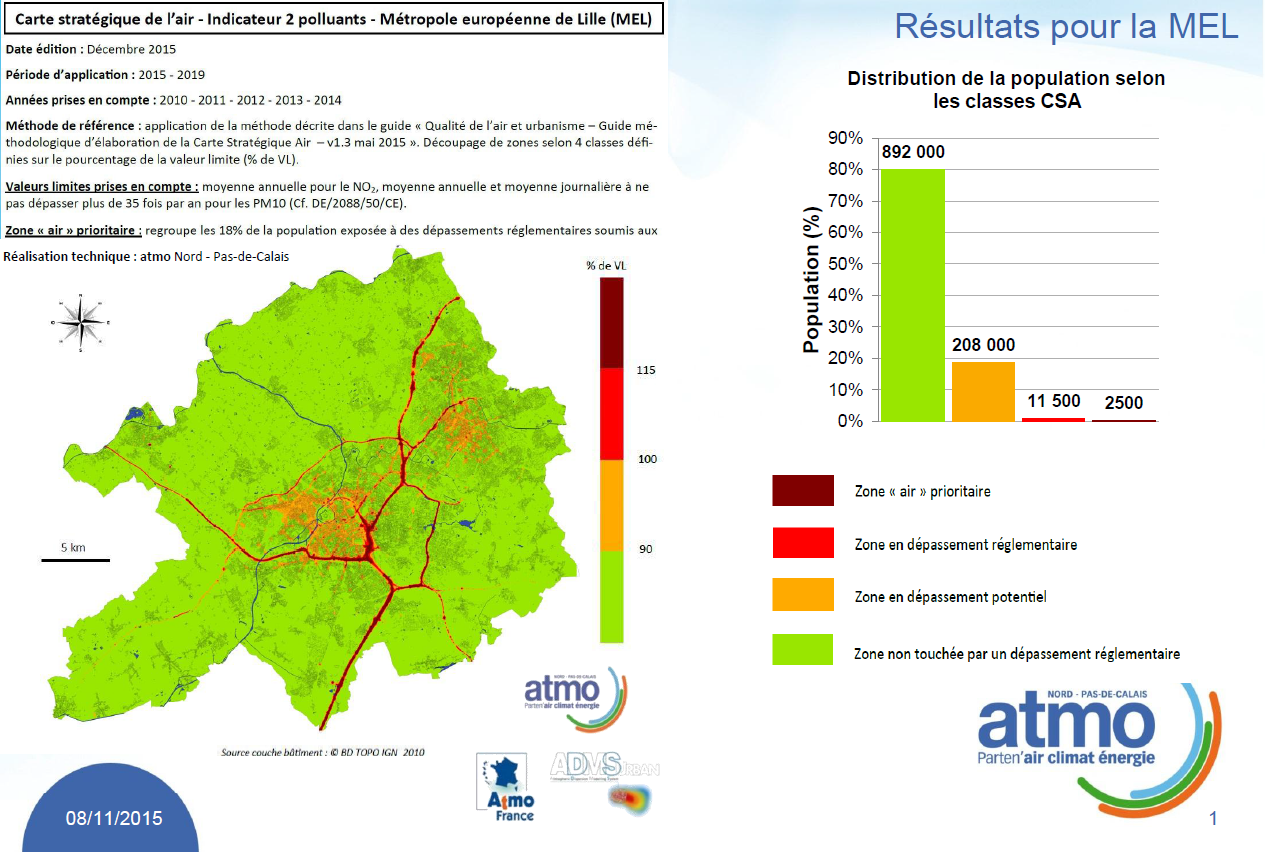 Carte stratégique de l'air - Indicateur 2 polluants - Métropole européenne de Lille (MEL)
Date édition : Décembre 2015
Période d'application : 2015 - 2019
Années prises en compte : 2010 - 2011 - 2012 - 2013 - 2014
Méthode de référence : application de la méthode décrite dans le guide « Qualité de l'air et urbanisme – Guide mé-
thodologique d'élaboration de la Carte Stratégique Air – v1.3 mai 2015 ». Découpage de zones selon 4 classes défi-
nies sur le pourcentage de la valeur limite (% de VL).
Valeurs limites prises en compte : moyenne annuelle pour le NO₂, moyenne annuelle et moyenne journalière à ne
pas dépasser plus de 35 fois par an pour les PM10 (Cf. DE/2088/50/CE).
Zone « air » prioritaire : regroupe les 18% de la population exposée à des dépassements réglementaires soumis aux
Réalisation technique : atmo Nord - Pas-de-Calais
% de VL
115
100
90
N
E
S
O
5 km
NORD - PAS-DE-CALAIS
atmo
Parten'air climat énergie
Source couche bâtiment : © BD TOPO IGN 2010
Atmo
France
ADMS
URBAN
08/11/2015
Résultats pour la MEL
Distribution de la population selon
les classes CSA
Population (%)
90%
80%
70%
60%
50%
40%
30%
20%
10%
0%
892 000
208 000
11 500
2500
Zone « air » prioritaire
Zone en dépassement réglementaire
Zone en dépassement potentiel
Zone non touchée par un dépassement réglementaire
NORD - PAS-DE-CALAIS
atmo
Parten'air climat énergie
1